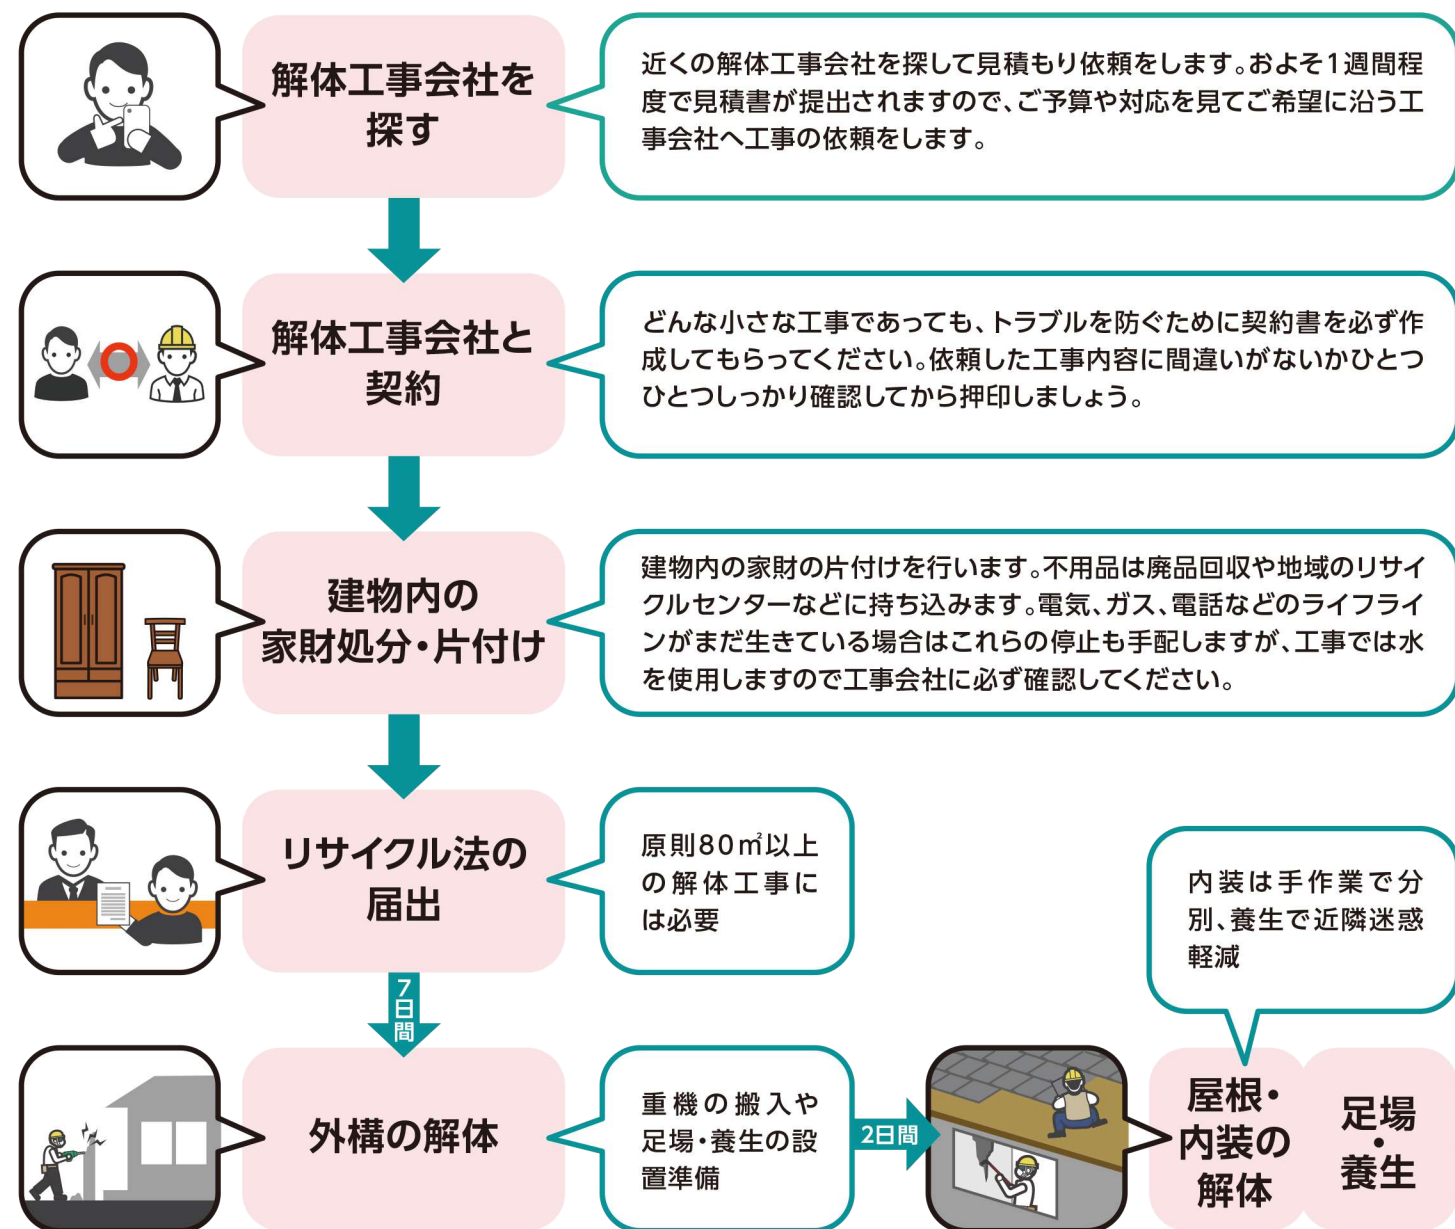 解体工事会社を
探す
近くの解体工事会社を探して見積もり依頼をします。およそ1週間程
度で見積書が提出されますので、ご予算や対応を見てご希望に沿う工
事会社へ工事の依頼をします。
解体工事会社と
契約
どんな小さな工事であっても、トラブルを防ぐために契約書を必ず作
成してもらってください。依頼した工事内容に間違いがないかひとつ
ひとつしっかり確認してから押印しましょう。
建物内の
家財処分・片付け
建物内の家財の片付けを行います。不用品は廃品回収や地域のリサイ
クルセンターなどに持ち込みます。電気、ガス、電話などのライフライ
ンがまだ生きている場合はこれらの停止も手配しますが、工事では水
を使用しますので工事会社に必ず確認してください。
リサイクル法の
届出
原則80㎡以上
の解体工事に
は必要
7日間
外構の解体
重機の搬入や
足場・養生の設
置準備
2日間
内装は手作業で分
別、養生で近隣迷惑
軽減
屋根・
内装の
解体
足場
・
養生